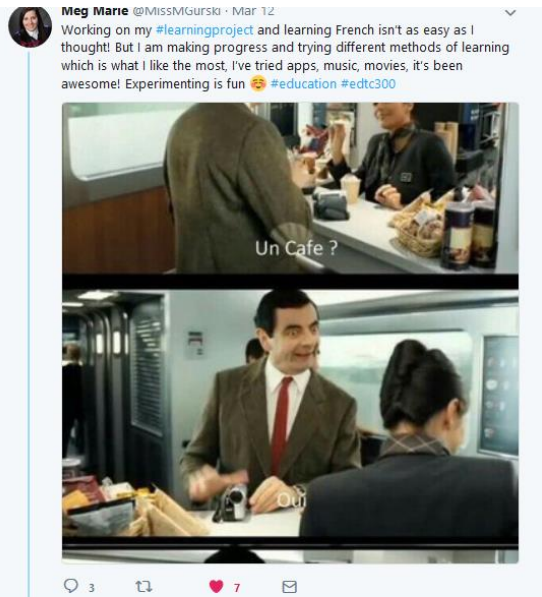 Meg Marie @MissMGurski · Mar 12
Working on my #learningproject and learning French isn't as easy as I
thought! But I am making progress and trying different methods of learning
which is what I like the most, I've tried apps, music, movies, it's been
awesome! Experimenting is fun #education #edtc300
Un Cafe ?
Oui
3
7